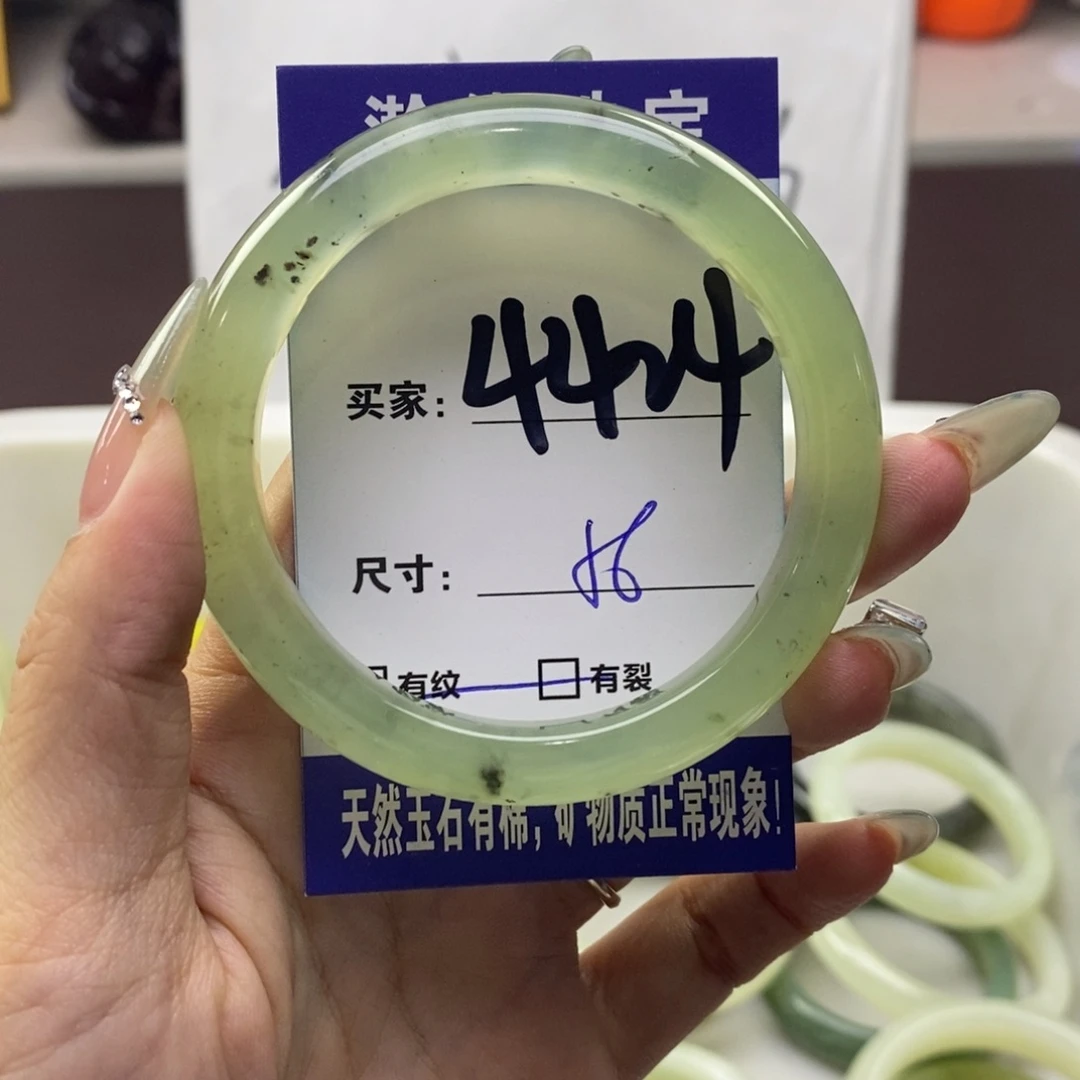 买家: 4424
尺寸: 56
有纹 有裂
天然玉石有棉, 矿物质正常现象!